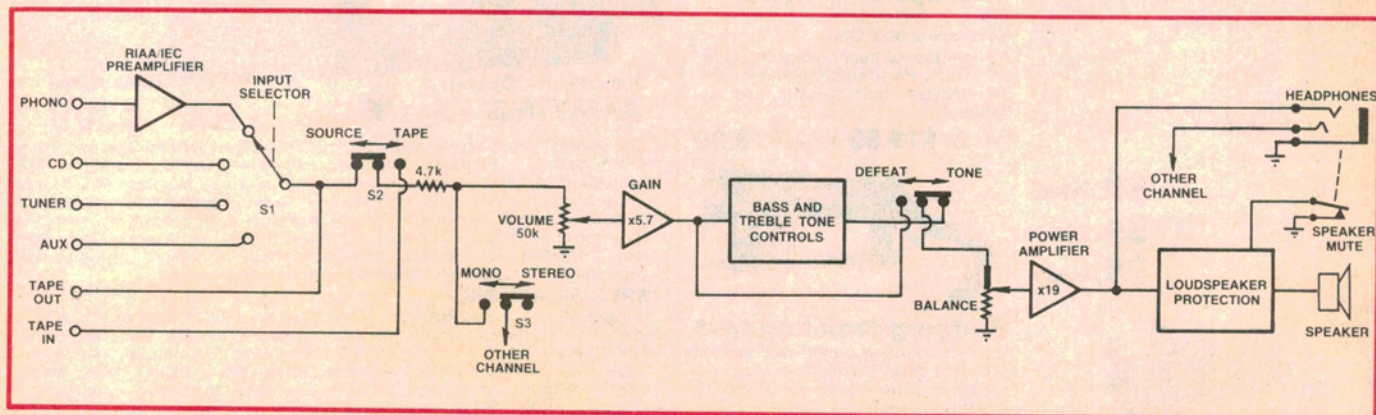 RIAA/IEC
PREAMPLIFIER
INPUT
SELECTOR
PHONO
CD
TUNER
AUX
TAPE
OUT
TAPE
IN
S1
SOURCE
TAPE
S2
4.7k
MONO
STEREO
S3
OTHER
CHANNEL
VOLUME
50k
GAIN
x5.7
BASS AND
TREBLE TONE
CONTROLS
DEFEAT
TONE
BALANCE
POWER
AMPLIFIER
x19
HEADPHONES
OTHER
CHANNEL
SPEAKER
MUTE
LOUDSPEAKER
PROTECTION
SPEAKER